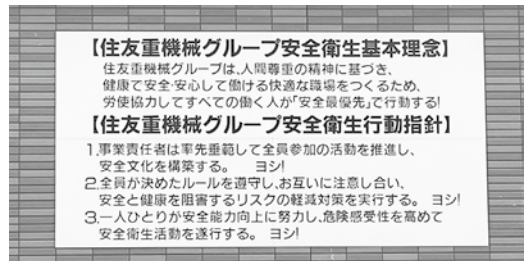 【住友重機械グループ安全衛生基本理念】
住友重機械グループは、人間尊重の精神に基づき、
健康で安全・安心して働ける快適な職場をつくるため、
労使協力してすべての働く人が「安全最優先」で行動する!
【住友重機械グループ安全衛生行動指針】
1.事業責任者は率先垂範して全員参加の活動を推進し、
安全文化を構築する。 ヨシ!
2.全員が決めたルールを遵守し、お互いに注意し合い、
安全と健康を阻害するリスクの軽減対策を実行する。 ヨシ!
3.一人ひとりが安全能力向上に努力し、危険感受性を高めて
安全衛生活動を遂行する。 ヨシ!